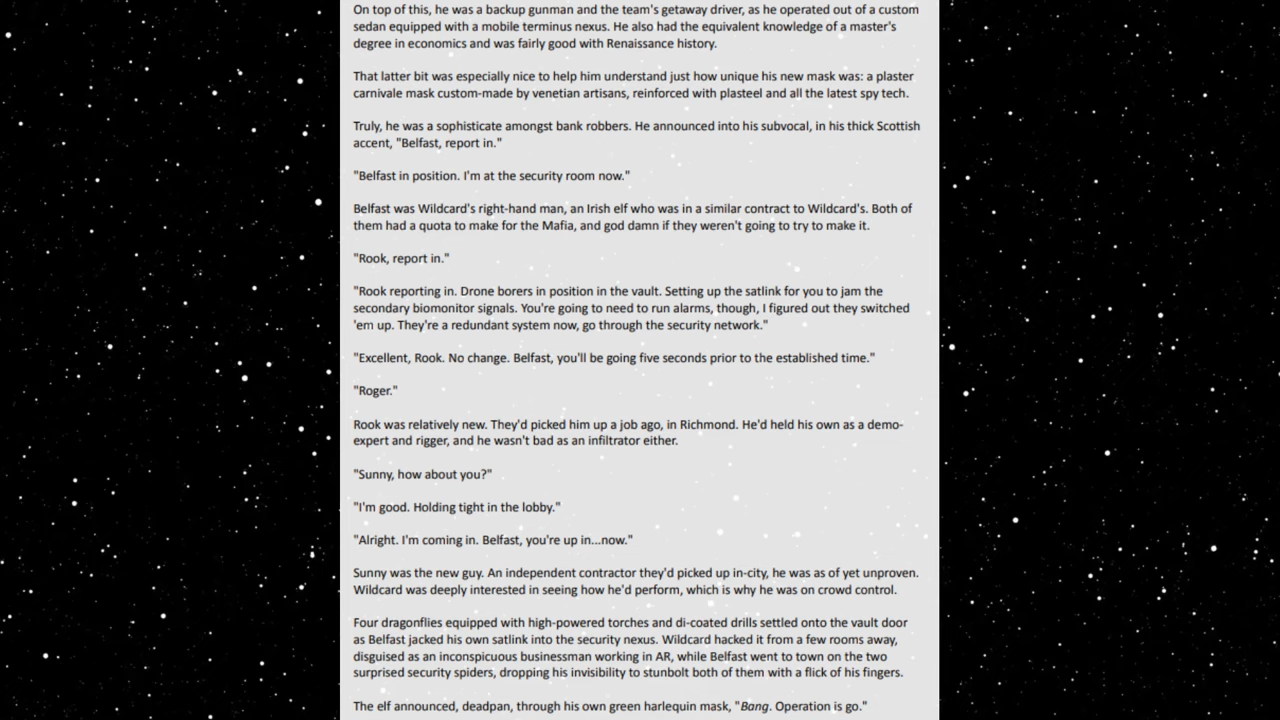 On top of this, he was a backup gunman and the team's getaway driver, as he operated out of a custom
sedan equipped with a mobile terminus nexus. He also had the equivalent knowledge of a master's
degree in economics and was fairly good with Renaissance history.
That latter bit was especially nice to help him understand just how unique his new mask was: a plaster
carnivale mask custom-made by venetian artisans, reinforced with plasteel and all the latest spy tech.
Truly, he was a sophisticate amongst bank robbers. He announced into his subvocal, in his thick Scottish
accent, "Belfast, report in."
"Belfast in position. I'm at the security room now."
Belfast was Wildcard's right-hand man, an Irish elf who was in a similar contract to Wildcard's. Both of
them had a quota to make for the Mafia, and god damn if they weren't going to try to make it.
"Rook, report in."
"Rook reporting in. Drone borers in position in the vault. Setting up the satlink for you to jam the
secondary biomonitor signals. You're going to need to run alarms, though, I figured out they switched
'em up. They're a redundant system now, go through the security network."
"Excellent, Rook. No change. Belfast, you'll be going five seconds prior to the established time."
"Roger."
Rook was relatively new. They'd picked him up a job ago, in Richmond. He'd held his own as a demo-
expert and rigger, and he wasn't bad as an infiltrator either.
"Sunny, how about you?"
"I'm good. Holding tight in the lobby."
"Alright. I'm coming in. Belfast, you're up in...now."
Sunny was the new guy. An independent contractor they'd picked up in-city, he was as of yet unproven.
Wildcard was deeply interested in seeing how he'd perform, which is why he was on crowd control.
Four dragonflies equipped with high-powered torches and di-coated drills settled onto the vault door
as Belfast jacked his own satlink into the security nexus. Wildcard hacked it from a few rooms away,
disguised as an inconspicuous businessman working in AR, while Belfast went to town on the two
surprised security spiders, dropping his invisibility to stunbolt both of them with a flick of his fingers.
The elf announced, deadpan, through his own green harlequin mask, "Bang. Operation is go."